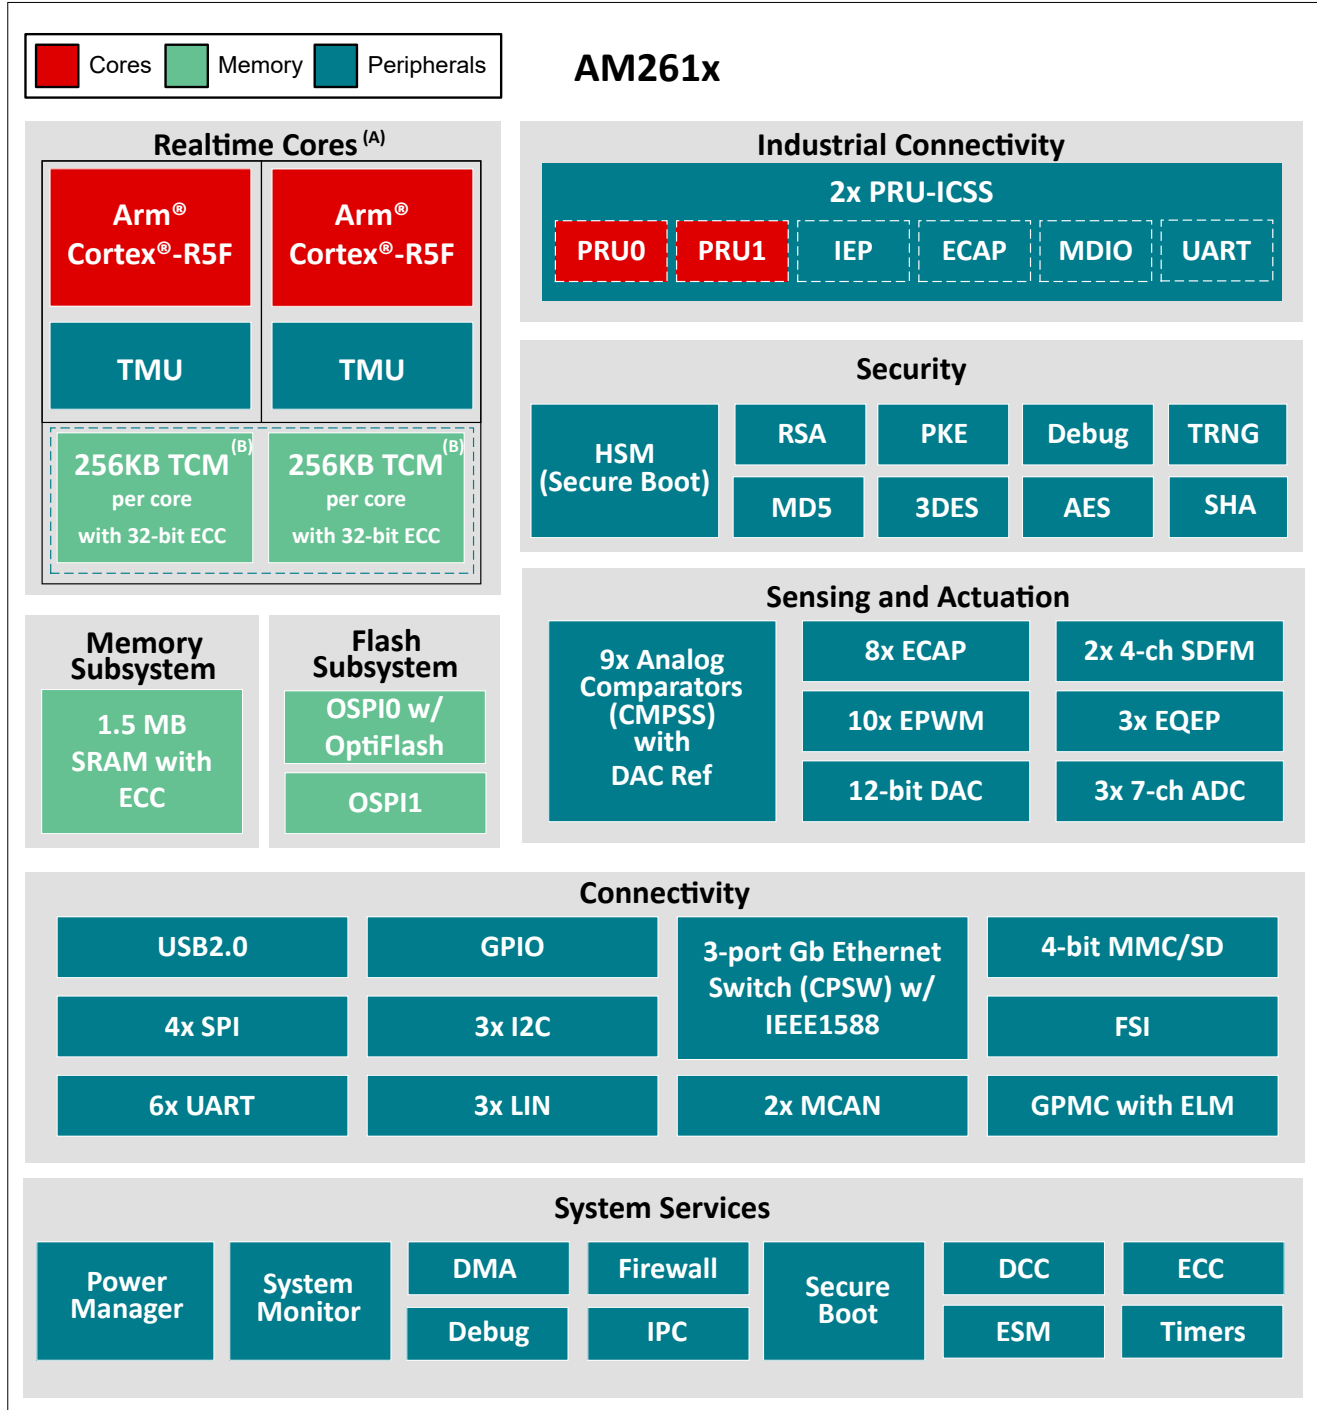 Cores Memory Peripherals
AM261x
Realtime Cores (A)
Arm®
Cortex®-R5F
Arm®
Cortex®-R5F
TMU
TMU
256KB TCM(B)
per core
with 32-bit ECC
256KB TCM(B)
per core
with 32-bit ECC
Industrial Connectivity
2x PRU-ICSS
PRU0 PRU1 IEP ECAP MDIO UART
Security
HSM
(Secure Boot)
RSA PKE Debug TRNG
MD5 3DES AES SHA
Memory
Subsystem
1.5 MB
SRAM with
ECC
Flash
Subsystem
OSPI0 w/
OptiFlash
OSPI1
Sensing and Actuation
9x Analog
Comparators
(CMPSS)
with
DAC Ref
8x ECAP
2x 4-ch SDFM
10x EPWM
3x EQEP
12-bit DAC
3x 7-ch ADC
Connectivity
USB2.0
GPIO
3-port Gb Ethernet
Switch (CPSW) w/
IEEE1588
4-bit MMC/SD
4x SPI
3x I2C
FSI
6x UART
3x LIN
2x MCAN
GPMC with ELM
System Services
Power
Manager
System
Monitor
DMA
Firewall
Debug
IPC
Secure
Boot
DCC
ECC
ESM
Timers